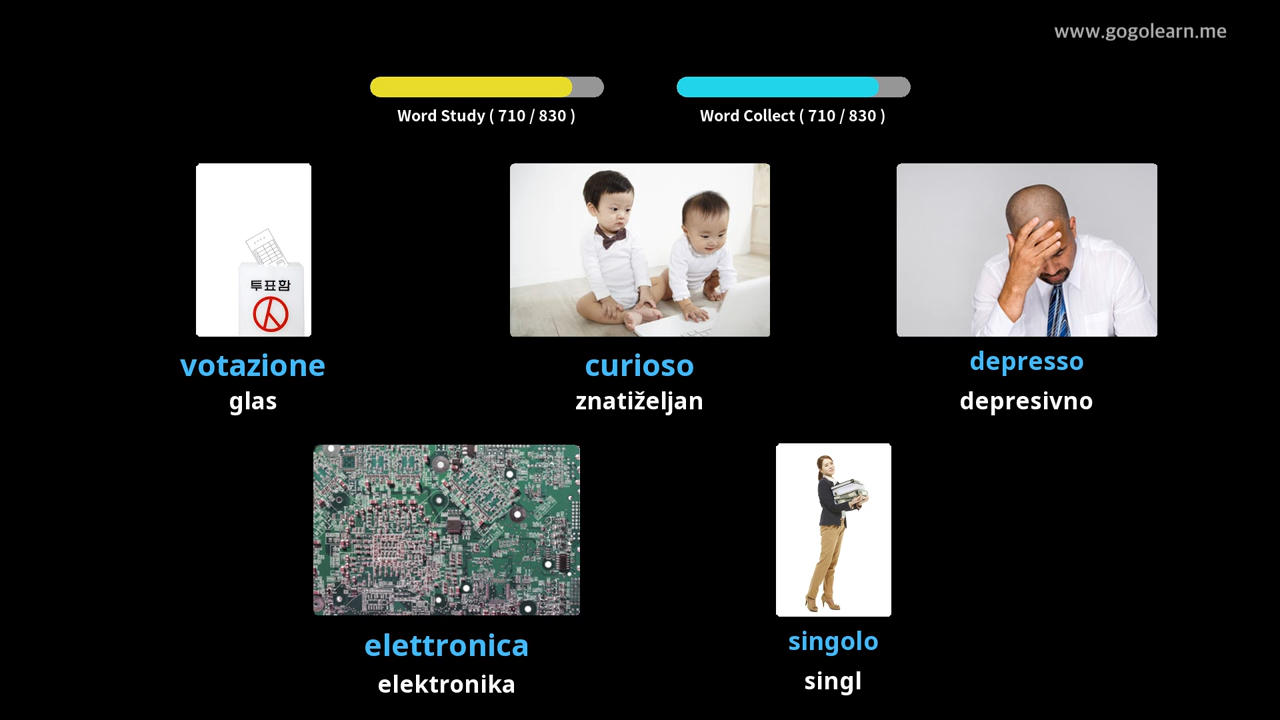 www.gogolearn.me
Word Study ( 710 / 830 )
Word Collect ( 710 / 830 )
투표함
votazione
glas
curioso
znatiželjan
depresso
depresivno
elettronica
elektronika
singolo
singl